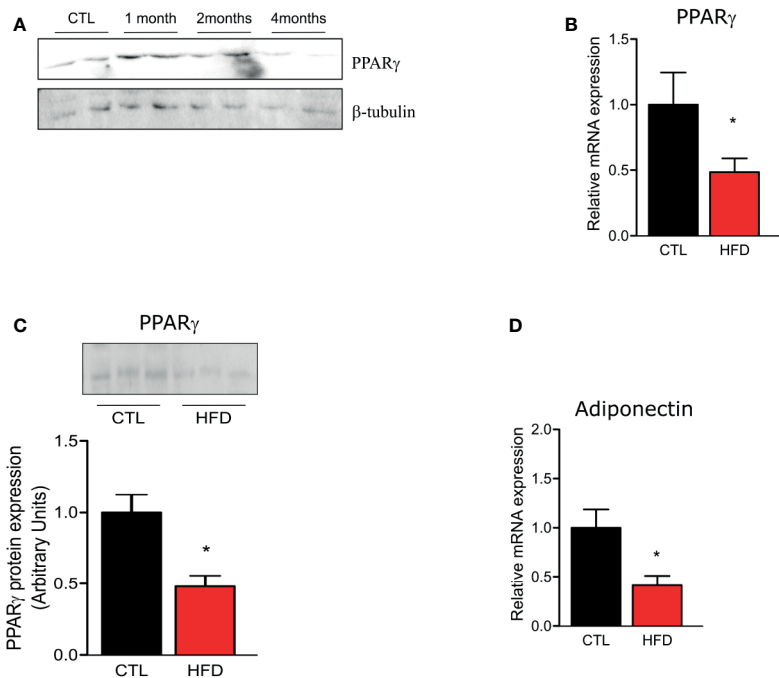 A
CTL 1 month 2months 4months
PPARγ
β-tubulin
B
PPARγ
Relative mRNA expression
1.5
1.0
0.5
0.0
*
CTL HFD
C
PPARγ
CTL HFD
PPARγ protein expression
(Arbitrary Units)
1.5
1.0
0.5
0.0
*
CTL HFD
D
Adiponectin
Relative mRNA expression
2.0
1.5
1.0
0.5
0.0
*
CTL HFD